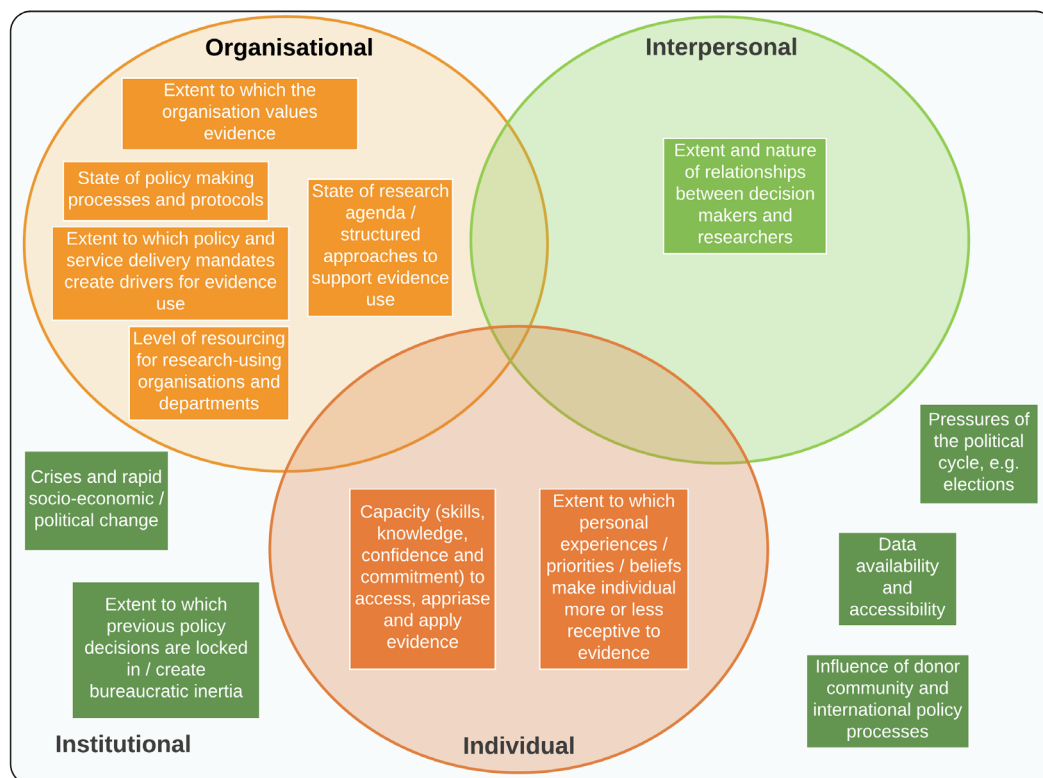 Organisational
Extent to which the
organisation values
evidence
State of policy making
processes and protocols
Extent to which policy and
service delivery mandates
create drivers for evidence
use
State of research
agenda /
structured
approaches to
support evidence
use
Level of resourcing
for research-using
organisations and
departments
Interpersonal
Extent and nature
of relationships
between decision
makers and
researchers
Crises and rapid
socio-economic /
political change
Extent to which
previous policy
decisions are locked
in / create
bureaucratic inertia
Institutional
Capacity (skills,
knowledge,
confidence and
commitment) to
access, appriase
and apply
evidence
Extent to which
personal
experiences /
priorities / beliefs
make individual
more or less
receptive to
evidence
Individual
Pressures of
the political
cycle, e.g.
elections
Data
availability
and
accessibility
Influence of donor
community and
international policy
processes